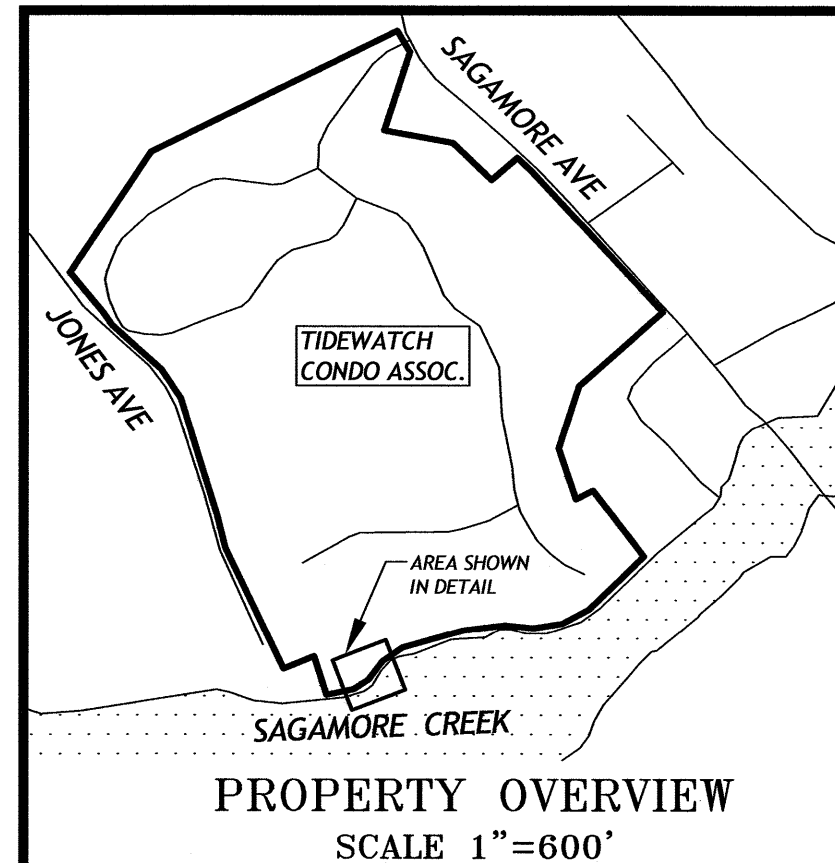 SAGAMORE AVE
JONES AVE
TIDEWATCH
CONDO ASSOC.
AREA SHOWN
IN DETAIL
SAGAMORE CREEK
PROPERTY OVERVIEW
SCALE 1"=600'